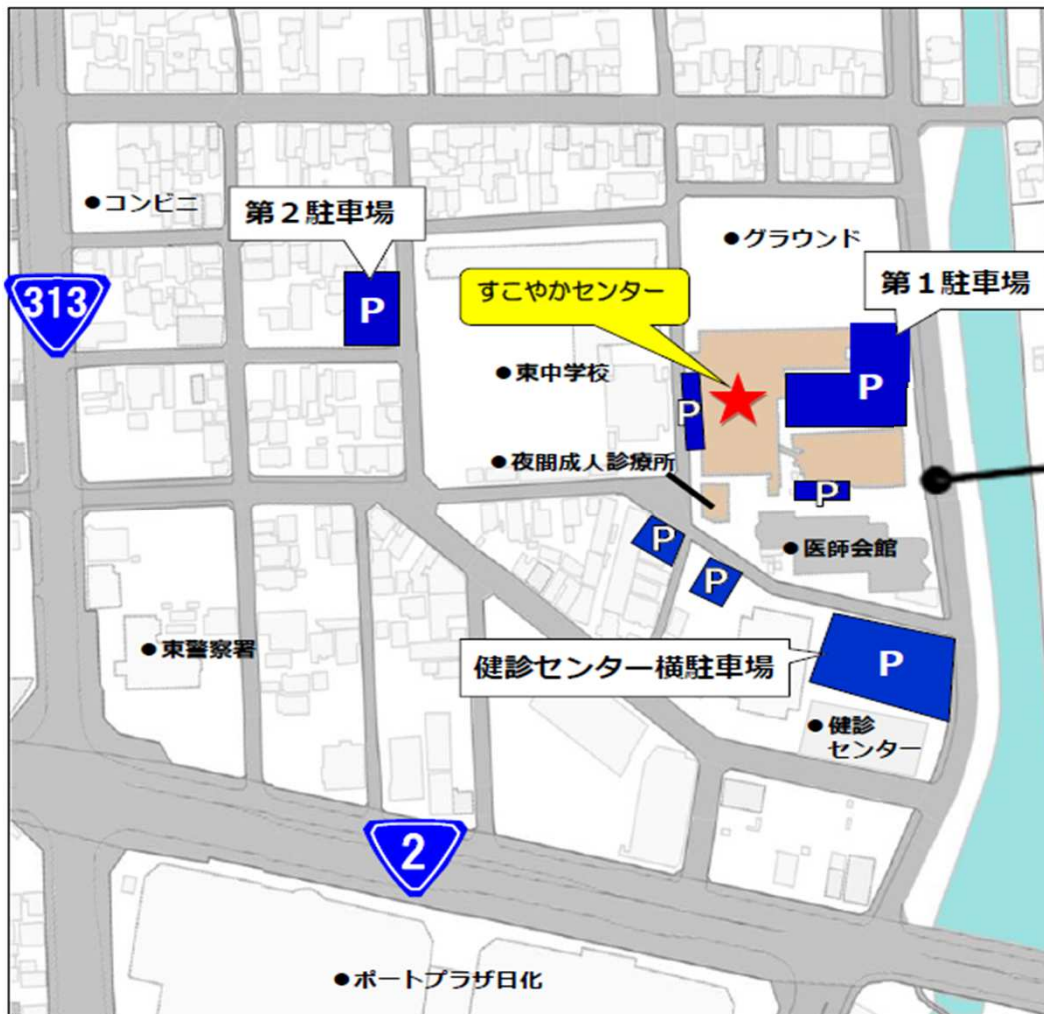 ●コンビニ
第２駐車場
●グラウンド
313
P
すこやかセンター
第１駐車場
●東中学校
P
P
●夜間成人診療所
P
P
●医師会館
P
●東警察署
健診センター横駐車場
P
●健診
センター
2
●ポートプラザ日化